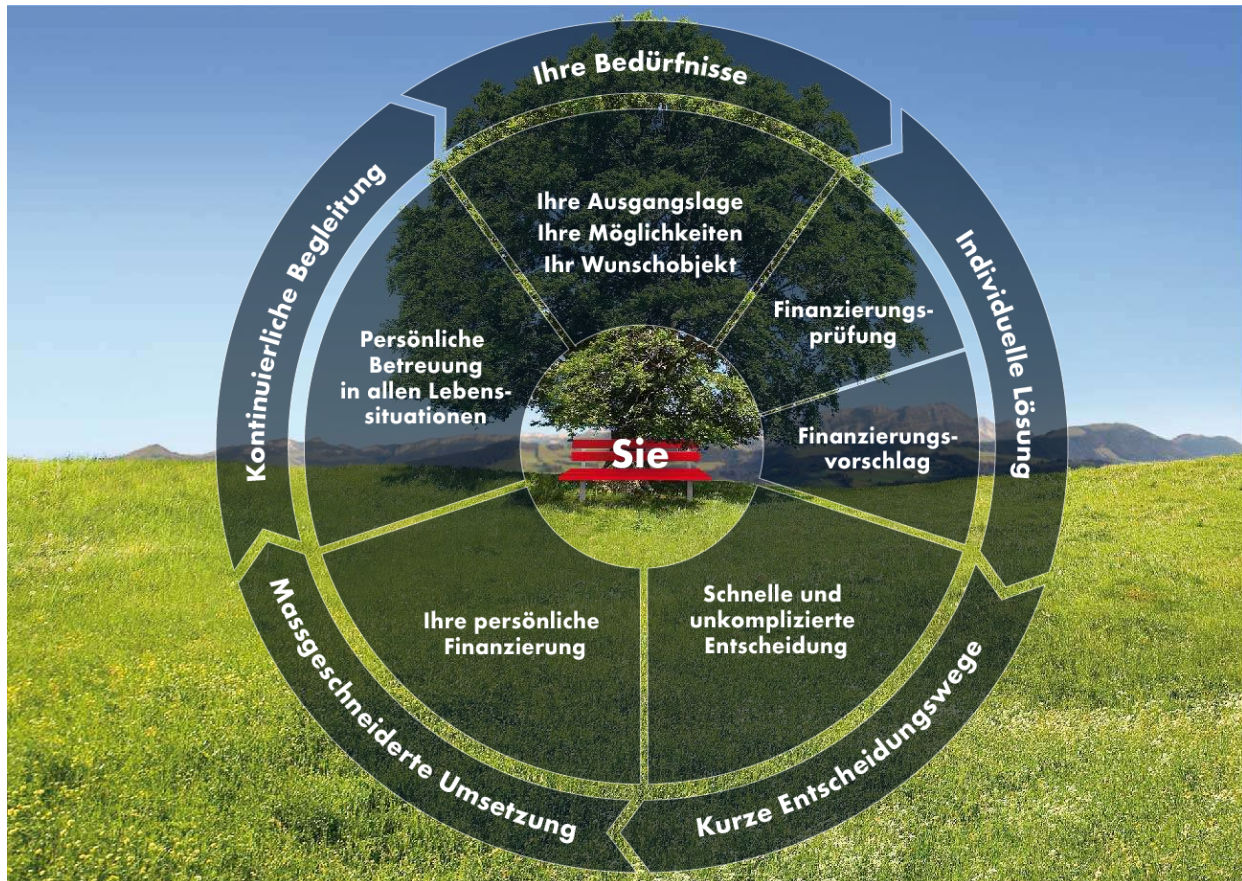 Ihre Bedürfnisse
Ihre Ausgangslage
Ihre Möglichkeiten
Ihr Wunschobjekt
Individuelle Lösung
Finanzierungs-
prüfung
Finanzierungs-
vorschlag
Kurze Entscheidungswege
Schnelle und
unkomplizierte
Entscheidung
Massgeschneiderte Umsetzung
Ihre persönliche
Finanzierung
Kontinuierliche Begleitung
Persönliche
Betreuung
in allen Lebens-
situationen
Sie